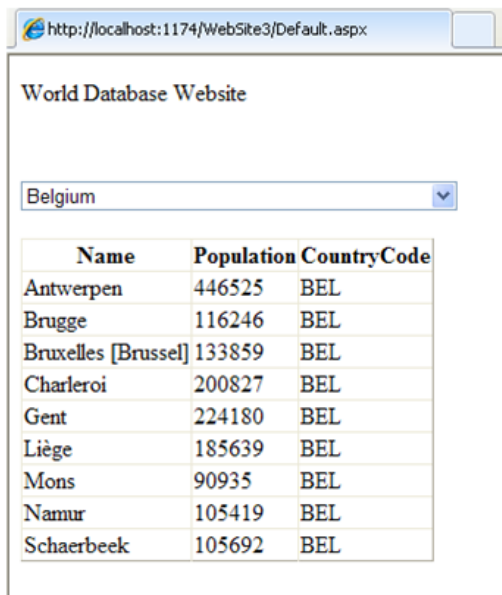 http://localhost:1174/WebSite3/Default.aspx
World Database Website
Belgium
Name Population CountryCode
Antwerpen 446525 BEL
Brugge 116246 BEL
Bruxelles [Brussel] 133859 BEL
Charleroi 200827 BEL
Gent 224180 BEL
Liège 185639 BEL
Mons 90935 BEL
Namur 105419 BEL
Schaerbeek 105692 BEL